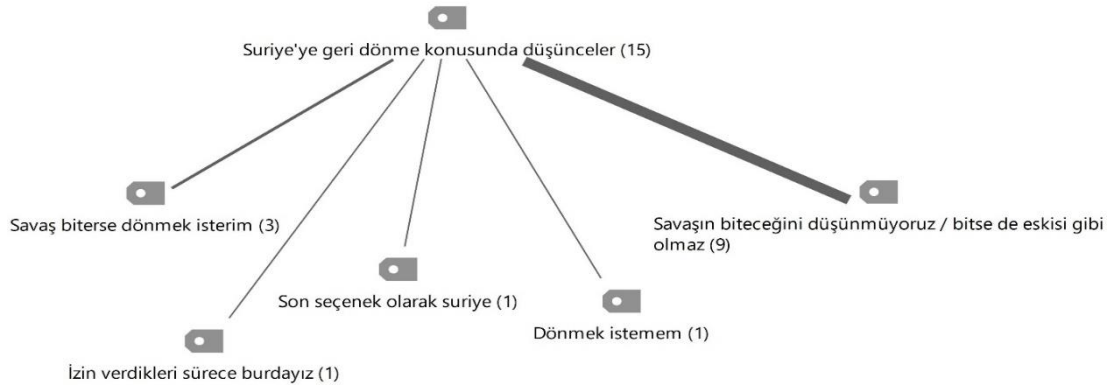 Suriye'ye geri dönme konusunda düşünceler (15)
Savaş biterse dönmek isterim (3)
Savaşın biteceğini düşünmüyoruz / bitse de eskisi gibi
olmaz (9)
Son seçenek olarak suriye (1)
Dönmek istemem (1)
İzin verdikleri sürece burdayız (1)